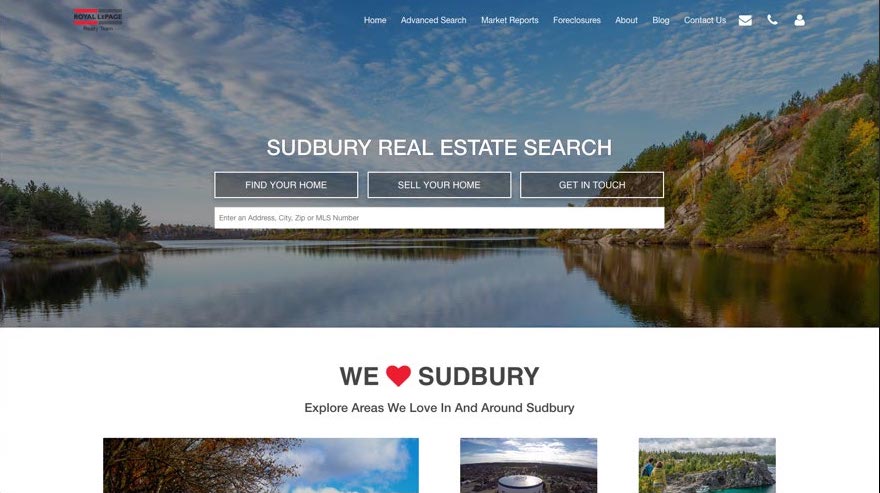 ROYAL LEPAGE
Realty Team
Home Advanced Search Market Reports Foreclosures About Blog Contact Us
SUDBURY REAL ESTATE SEARCH
FIND YOUR HOME SELL YOUR HOME GET IN TOUCH
Enter an Address, City, Zip or MLS Number
WE SUDBURY
Explore Areas We Love In And Around Sudbury